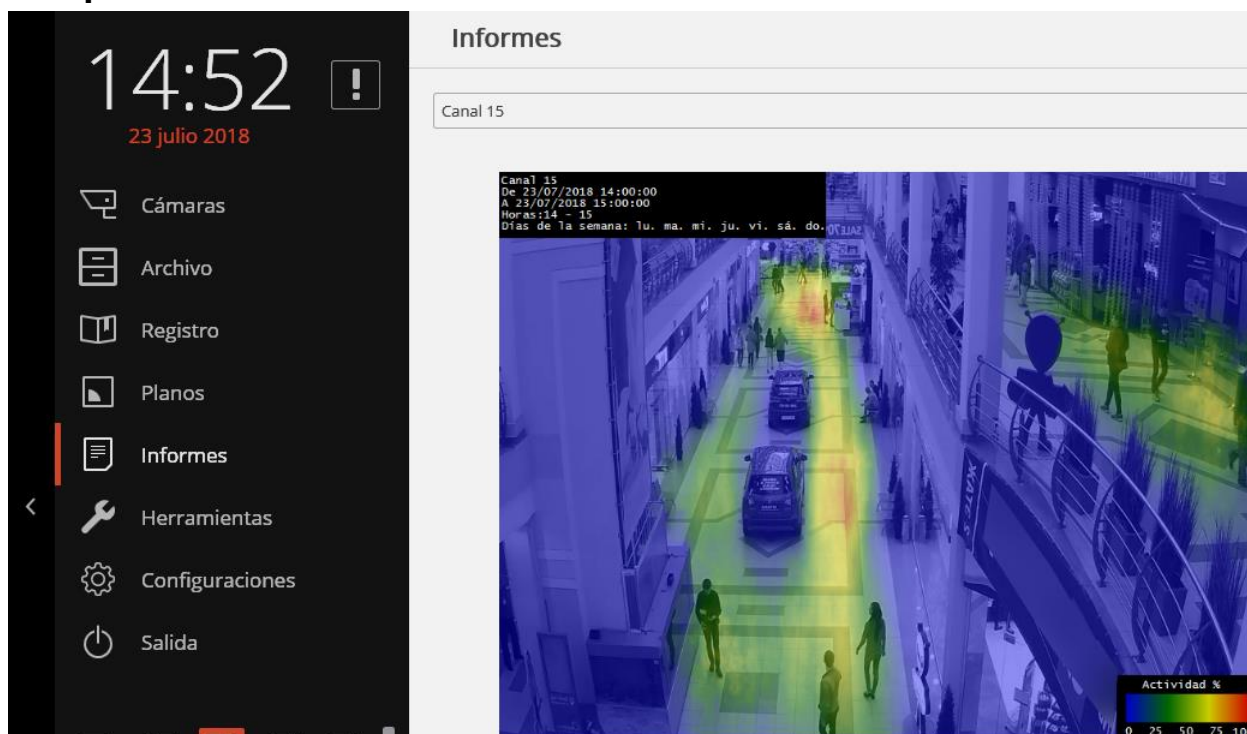 14:52
23 julio 2018
Cámaras
Archivo
Registro
Planos
Informes
Herramientas
Configuraciones
Salida
Informes
Canal 15
Canal 15
De 23/07/2018 14:00:00
A 23/07/2018 15:00:00
Horas:14 - 15
Días de la semana: lu. ma. mi. ju. vi. sá. do.
Actividad %
0 25 50 75 10